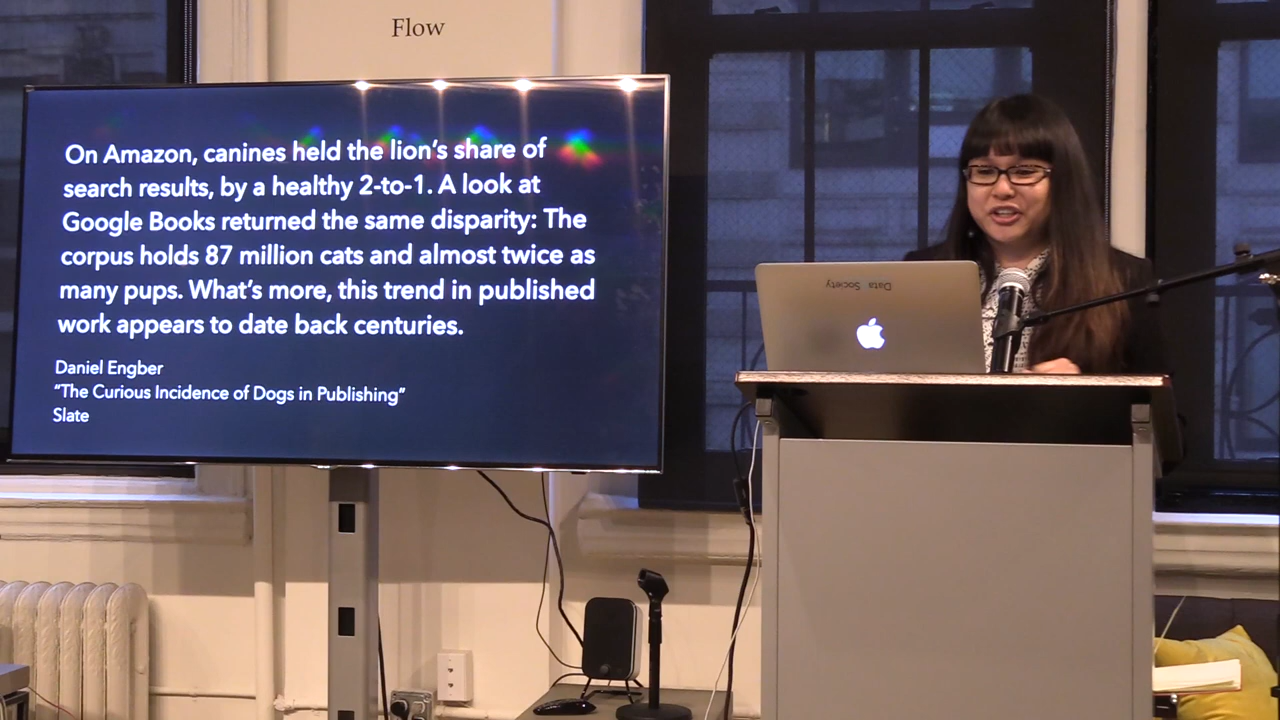 Flow
On Amazon, canines held the lion's share of
search results, by a healthy 2-to-1. A look at
Google Books returned the same disparity: The
corpus holds 87 million cats and almost twice as
many pups. What's more, this trend in published
work appears to date back centuries.
Daniel Engber
“The Curious Incidence of Dogs in Publishing”
Slate
Data Society